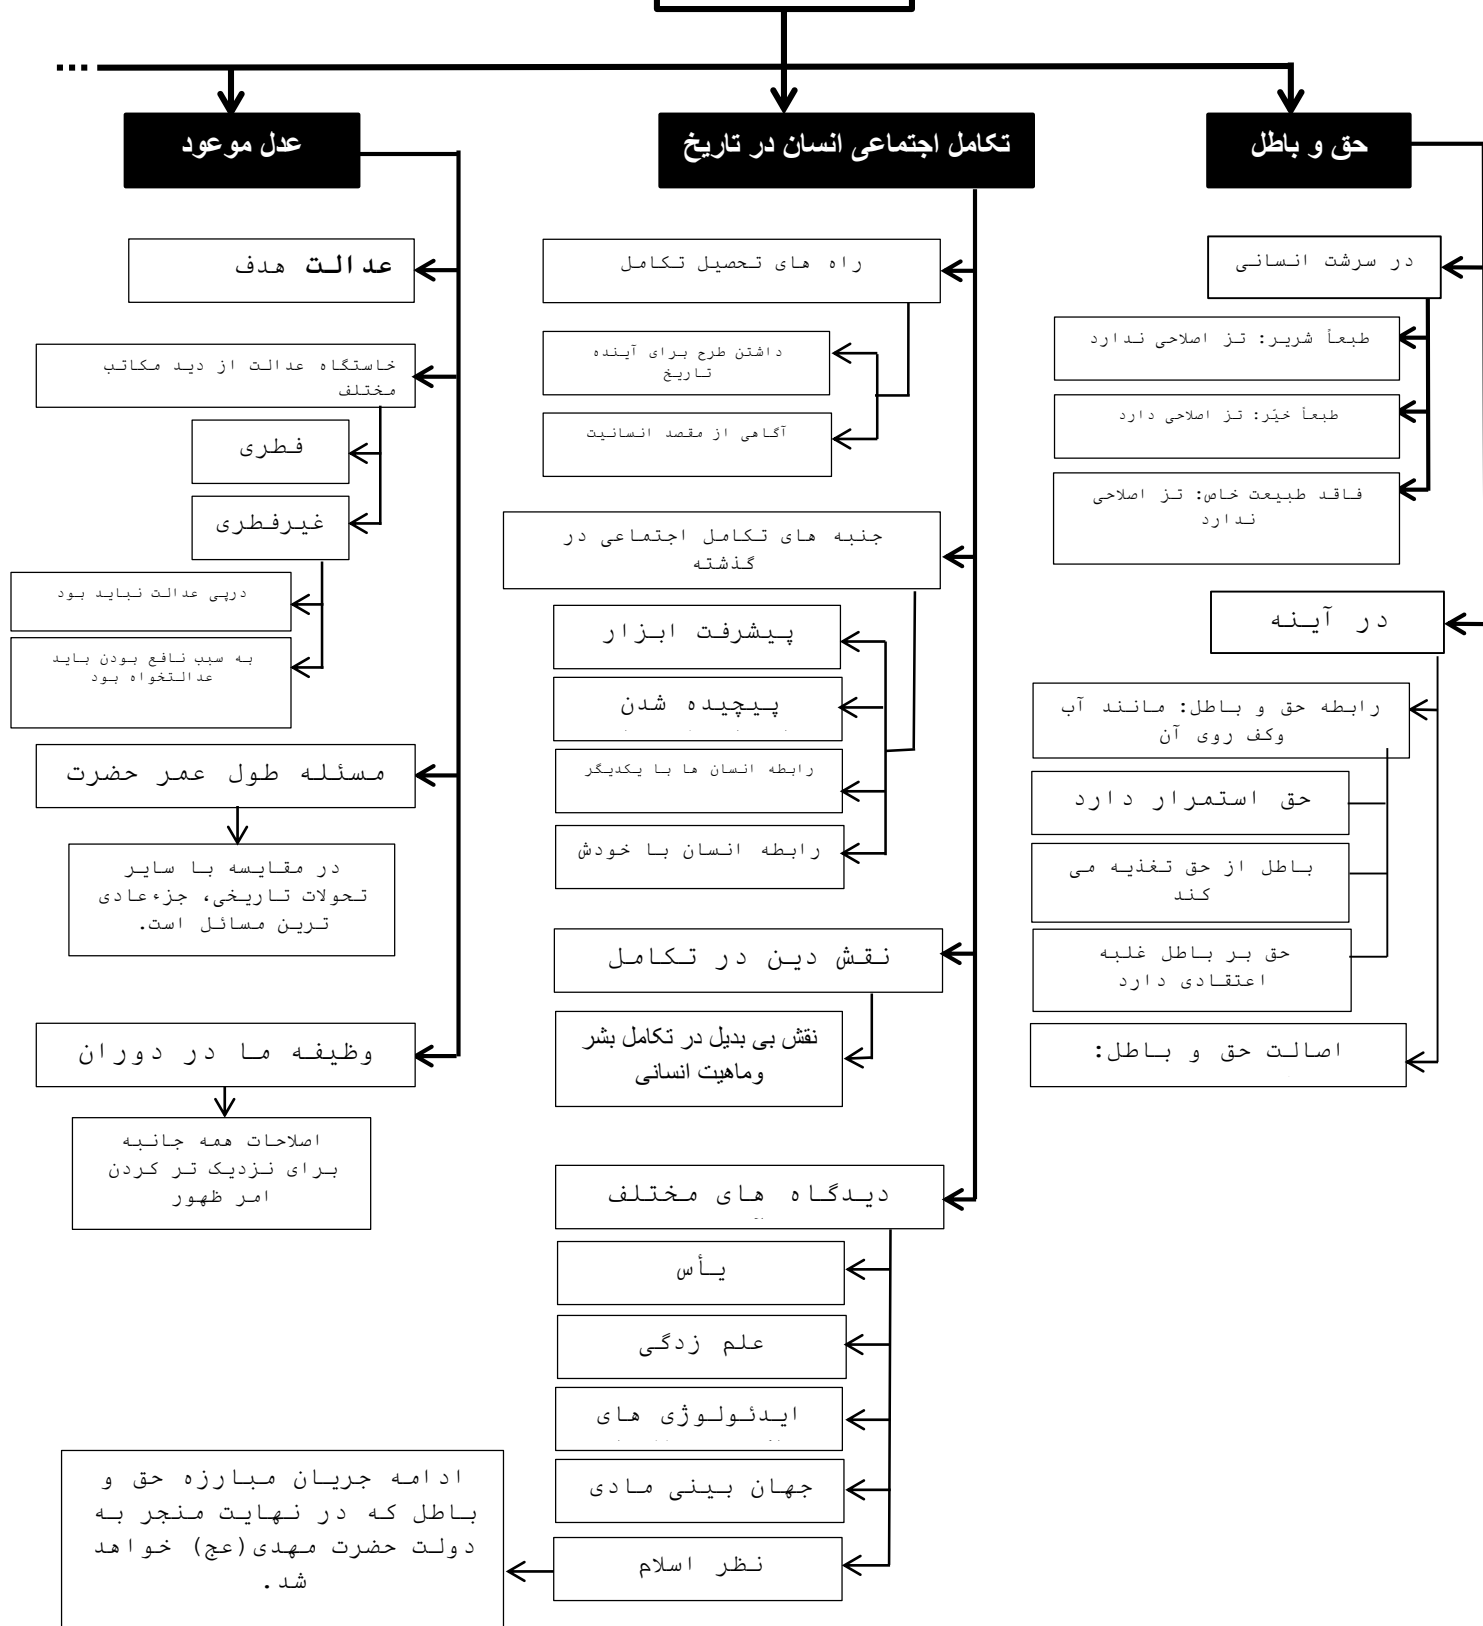 حق و باطل
در سرشت انسانی
طبعاً شریر: تز اصلاحی ندارد
طبعاً خیّر: تز اصلاحی دارد
فاقد طبیعت خاص: تز اصلاحی
ندارد
در آینه
رابطه حق و باطل: مانند آب
وکف روی آن
حق استمرار دارد
باطل از حق تغذیه می
کند
حق بر باطل غلبه
اعتقادی دارد
اصالت حق و باطل:
تکامل اجتماعی انسان در تاریخ
راه های تحصیل تکامل
داشتن طرح برای آینده
تاریخ
آگاهی از مقصد انسانیت
جنبه های تکامل اجتماعی در
گذشته
پیشرفت ابزار
پیچیده شدن
رابطه انسان ها با یکدیگر
رابطه انسان با خودش
نقش دین در تکامل
نقش بی بدیل در تکامل بشر
وماهیت انسانی
دیدگاه های مختلف
یأس
علم زدگی
ایدئولوژی های
جهان بینی مادی
نظر اسلام
ادامه جریان مبارزه حق و
باطل که در نهایت منجر به
دولت حضرت مهدی(عج) خواهد
شد.
عدل موعود
عدالت هدف
خاستگاه عدالت از دید مکاتب
مختلف
فطری
غیرفطری
درپی عدالت نباید بود
به سبب نافع بودن باید
عدالتخواه بود
مسئله طول عمر حضرت
در مقایسه با سایر
تحولات تاریخی، جزءعادی
ترین مسائل است.
وظیفه ما در دوران
اصلاحات همه جانبه
برای نزدیک تر کردن
امر ظهور